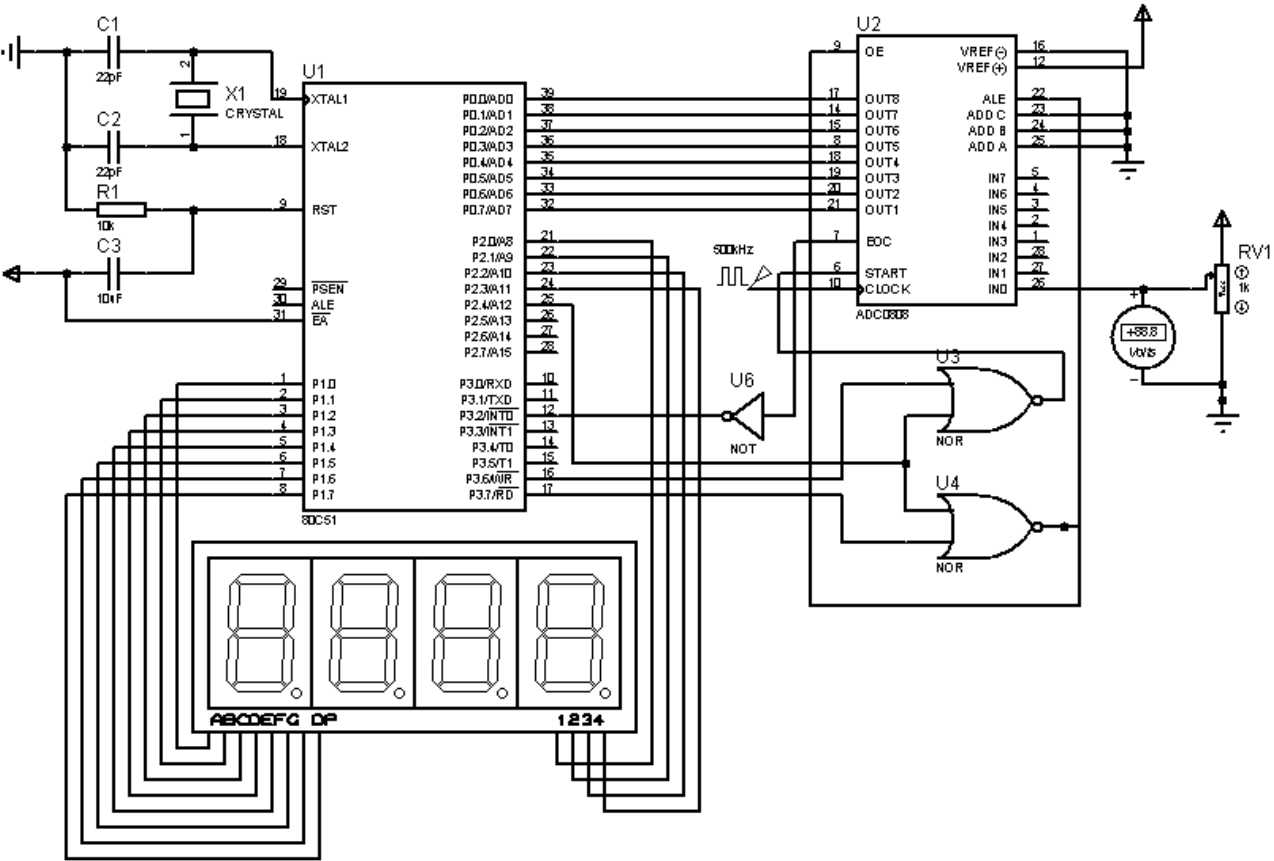 C1
22pF
X1
CRYSTAL
C2
22pF
R1
10k
C3
10uF
U1
19 XTAL1
18 XTAL2
9 RST
29 PSEN
30 ALE
31 EA
1 P1.0
2 P1.1
3 P1.2
4 P1.3
5 P1.4
6 P1.5
7 P1.6
8 P1.7
P0.0/AD0 39
P0.1/AD1 38
P0.2/AD2 37
P0.3/AD3 36
P0.4/AD4 35
P0.5/AD5 34
P0.6/AD6 33
P0.7/AD7 32
P2.0/A8 21
P2.1/A9 22
P2.2/A10 23
P2.3/A11 24
P2.4/A12 25
P2.5/A13 26
P2.6/A14 27
P2.7/A15 28
P3.0/RXD 10
P3.1/TXD 11
P3.2/INT0 12
P3.3/INT1 13
P3.4/T0 14
P3.5/T1 15
P3.6/WR 16
P3.7/RD 17
80C51
2
1
U2
9 OE
17 OUT8
14 OUT7
15 OUT6
8 OUT5
18 OUT4
19 OUT3
20 OUT2
21 OUT1
7 EOC
6 START
10 CLOCK
VREF(-) 16
VREF(+) 12
ALE 22
ADD C 23
ADD B 24
ADD A 25
IN7 5
IN6 4
IN5 3
IN4 2
IN3 1
IN2 28
IN1 27
IN0 26
ADC0808
500kHz
RV1
1k
+88.8
Volts
U3
NOR
U6
NOT
U4
NOR
ABCDEFG DP
1234